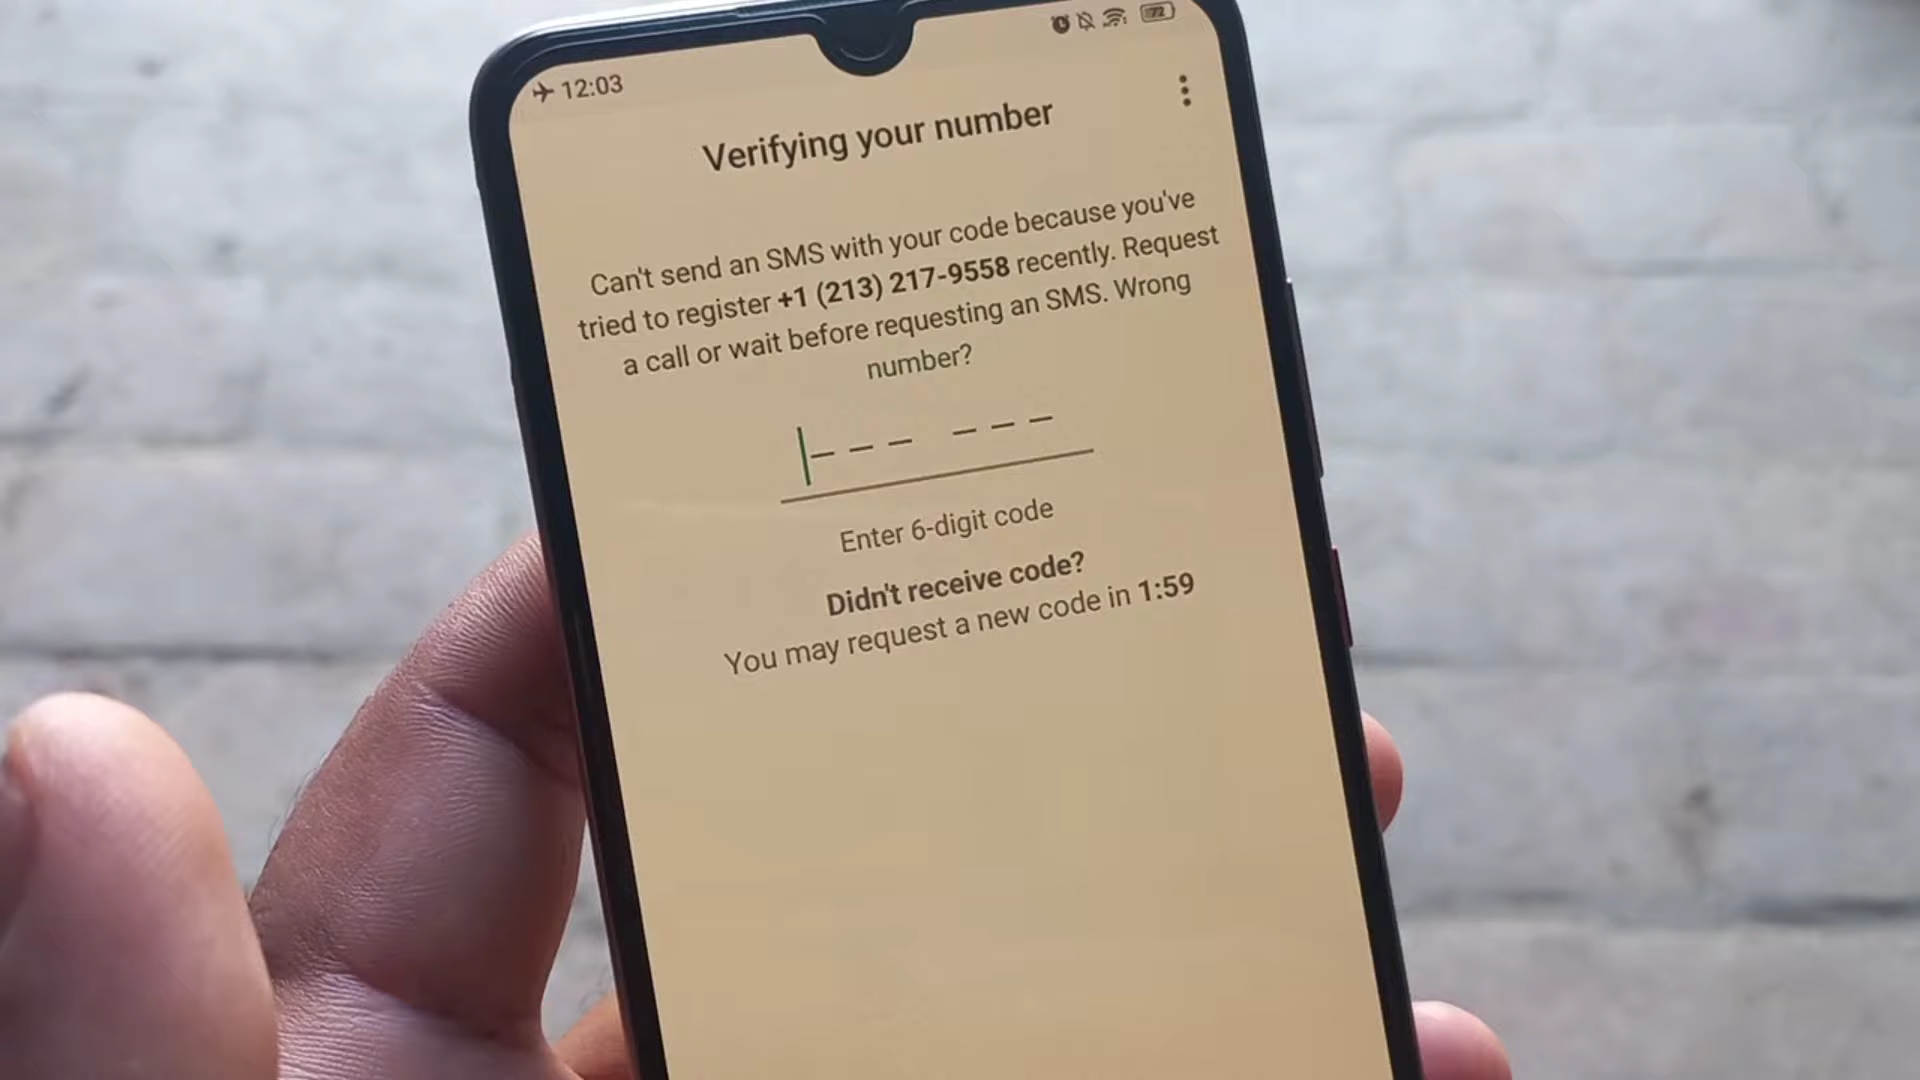 12:03
72
Verifying your number
Can't send an SMS with your code because you've
tried to register +1 (213) 217-9558 recently. Request
a call or wait before requesting an SMS. Wrong
number?
Enter 6-digit code
Didn't receive code?
You may request a new code in 1:59